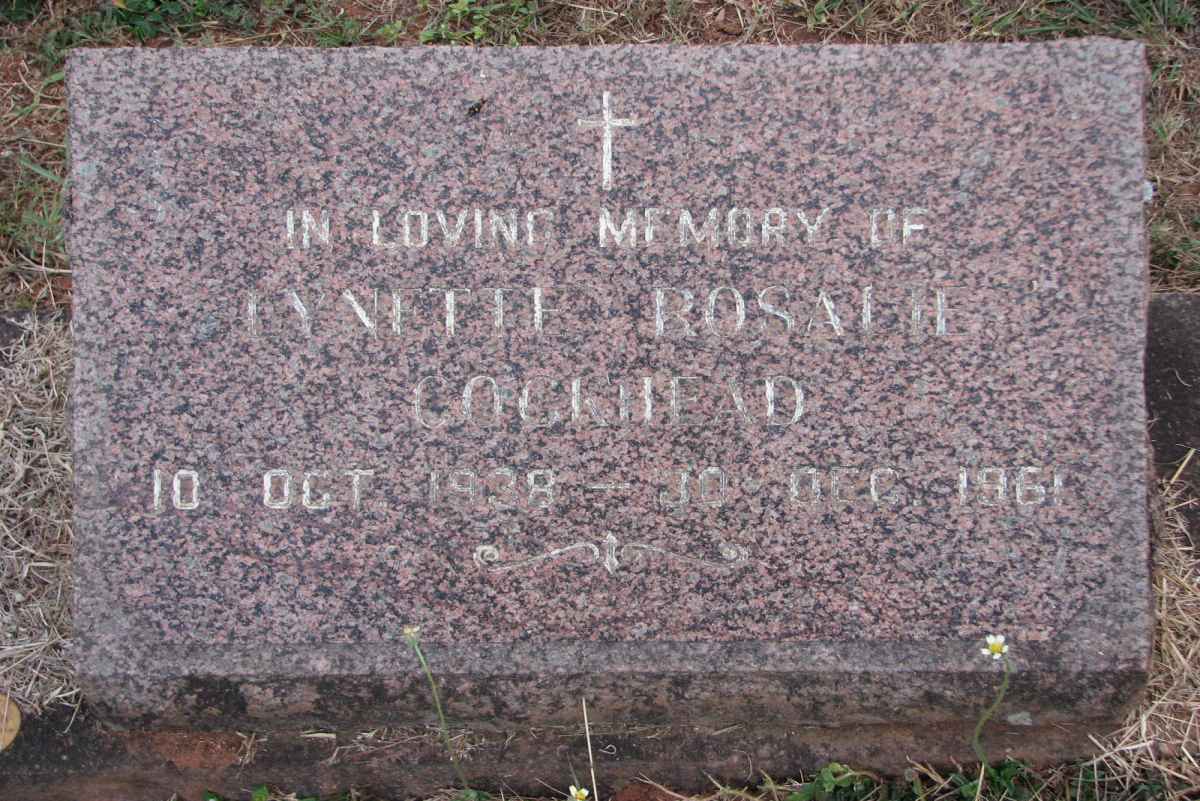 IN LOVING MEMORY OF
LYNETTE ROSALIE
COCKHEAD
10 OCT. 1938 — 30 DEC. 1961